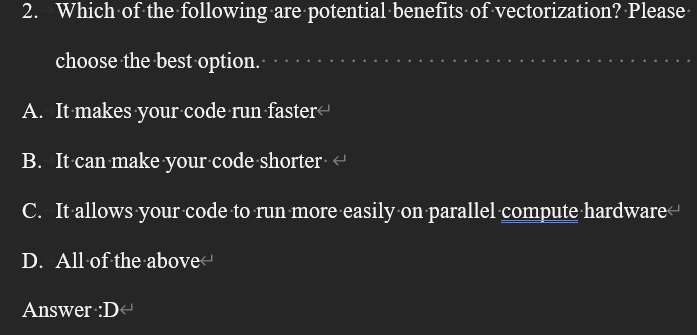 2. Which of the following are potential benefits of vectorization? Please
choose the best option.
A. It makes your code run faster
B. It can make your code shorter
C. It allows your code to run more easily on parallel compute hardware
D. All of the above
Answer :D